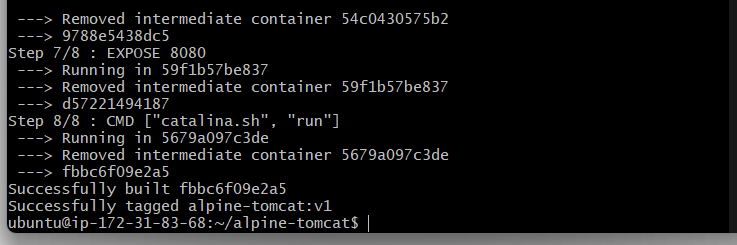 ---> Removed intermediate container 54c0430575b2
---> 9788e5438dc5
Step 7/8 : EXPOSE 8080
---> Running in 59f1b57be837
---> Removed intermediate container 59f1b57be837
---> d57221494187
Step 8/8 : CMD ["catalina.sh", "run"]
---> Running in 5679a097c3de
---> Removed intermediate container 5679a097c3de
---> fbbc6f09e2a5
Successfully built fbbc6f09e2a5
Successfully tagged alpine-tomcat:v1
ubuntu@ip-172-31-83-68:~/alpine-tomcat$